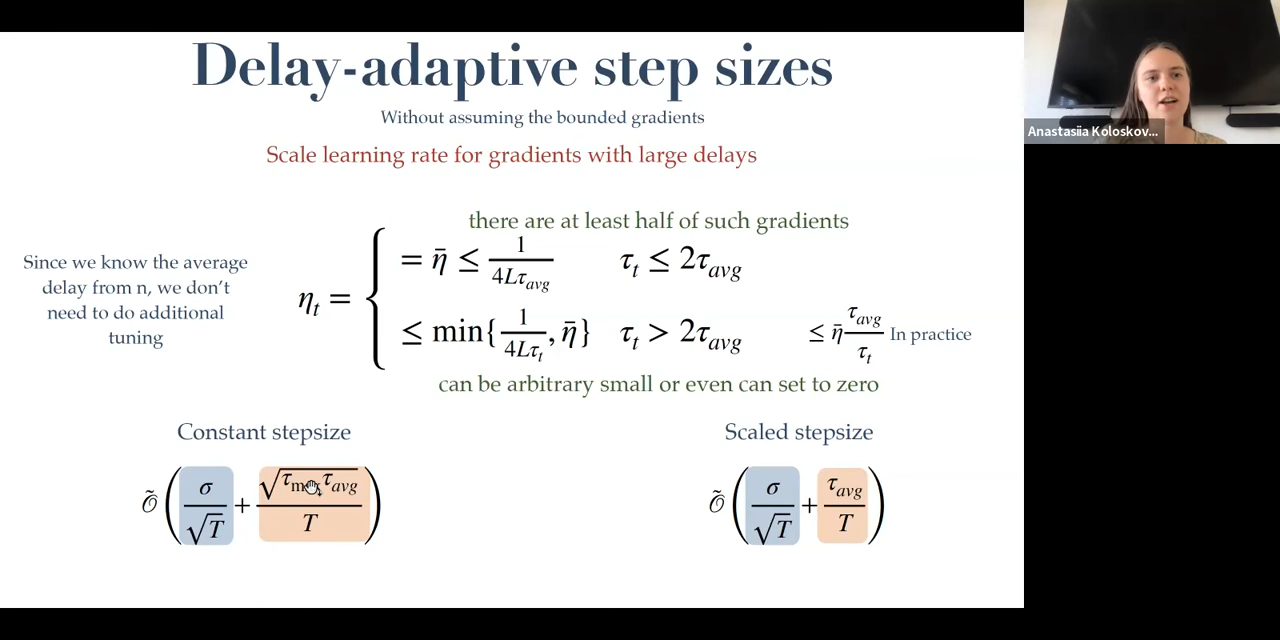 Delay-adaptive step sizes
Without assuming the bounded gradients
Scale learning rate for gradients with large delays
there are at least half of such gradients
Since we know the average
delay from n, we don't
need to do additional
tuning
η_t = { = η̄ ≤ 1/(4Lτ_avg)   τ_t ≤ 2τ_avg
≤ min{1/(4Lτ_t), η̄}   τ_t > 2τ_avg
≤ η̄ τ_avg/τ_t In practice
can be arbitrary small or even can set to zero
Constant stepsize
Õ(σ/√T + √(τ_max τ_avg)/T)
Scaled stepsize
Õ(σ/√T + τ_avg/T)
Anastasiia Koloskov...